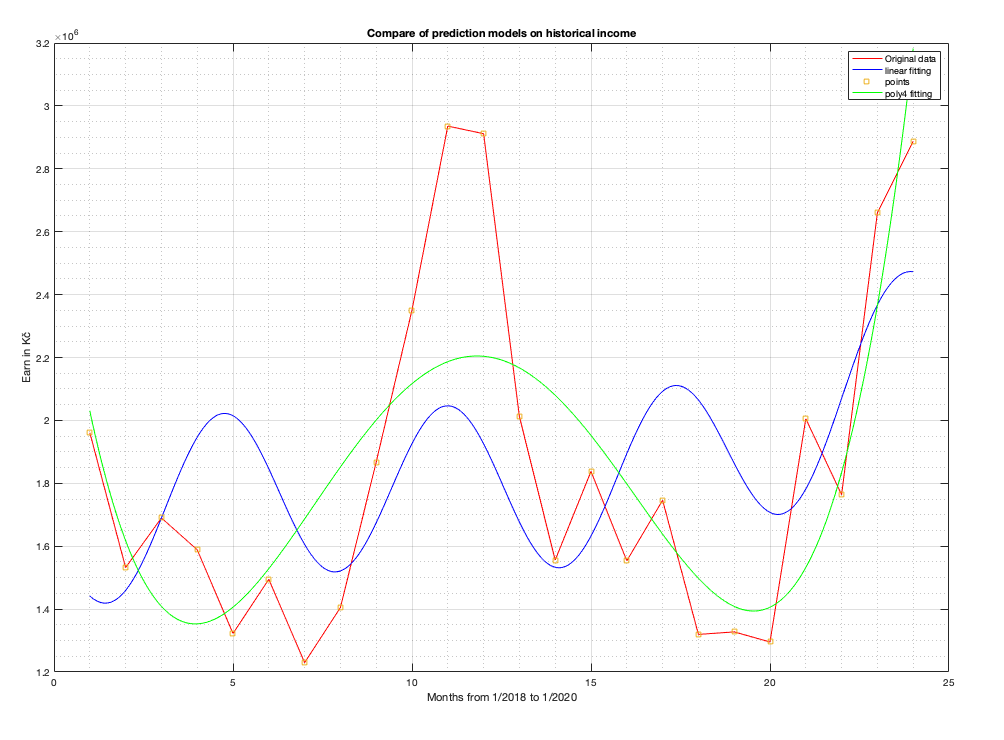 Compare of prediction models on historical income
×10⁶
3.2
3
2.8
2.6
2.4
2.2
2
1.8
1.6
1.4
1.2
Earn in Kč
0 5 10 15 20 25
Months from 1/2018 to 1/2020
Original data
linear fitting
points
poly4 fitting